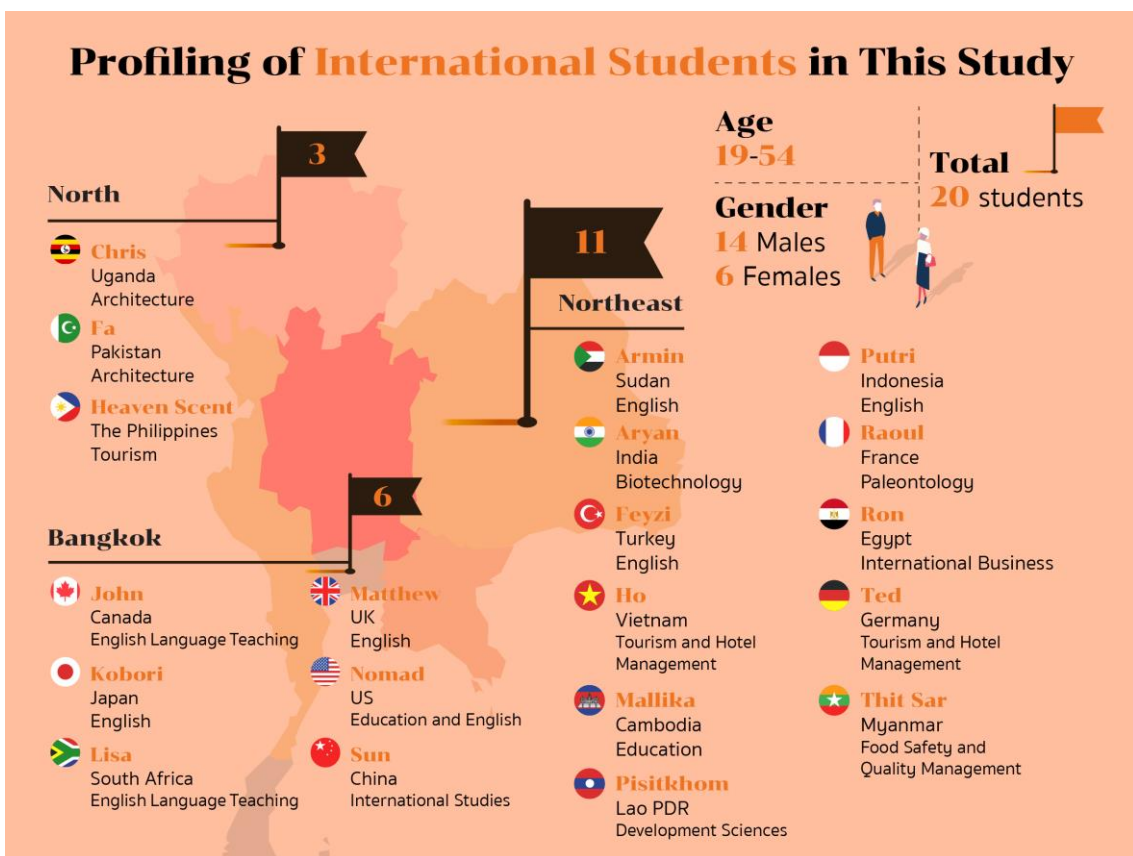 Profiling of International Students in This Study
Age
19-54
Gender
14 Males
6 Females
Total
20 students
3
North
Chris
Uganda
Architecture
Fa
Pakistan
Architecture
Heaven Scent
The Philippines
Tourism
11
Northeast
Armin
Sudan
English
Aryan
India
Biotechnology
Feyzi
Turkey
English
Ho
Vietnam
Tourism and Hotel
Management
Mallika
Cambodia
Education
Pisitkhom
Lao PDR
Development Sciences
Putri
Indonesia
English
Raoul
France
Paleontology
Ron
Egypt
International Business
Ted
Germany
Tourism and Hotel
Management
Thit Sar
Myanmar
Food Safety and
Quality Management
6
Bangkok
John
Canada
English Language Teaching
Kobori
Japan
English
Lisa
South Africa
English Language Teaching
Matthew
UK
English
Nomad
US
Education and English
Sun
China
International Studies